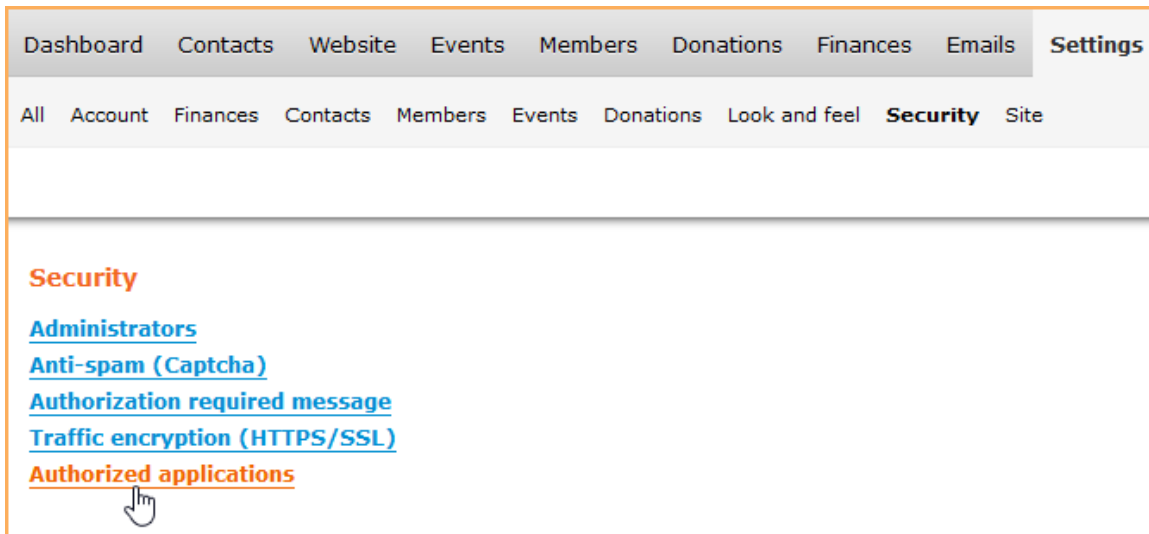 Dashboard Contacts Website Events Members Donations Finances Emails Settings
All Account Finances Contacts Members Events Donations Look and feel Security Site
Security
Administrators
Anti-spam (Captcha)
Authorization required message
Traffic encryption (HTTPS/SSL)
Authorized applications